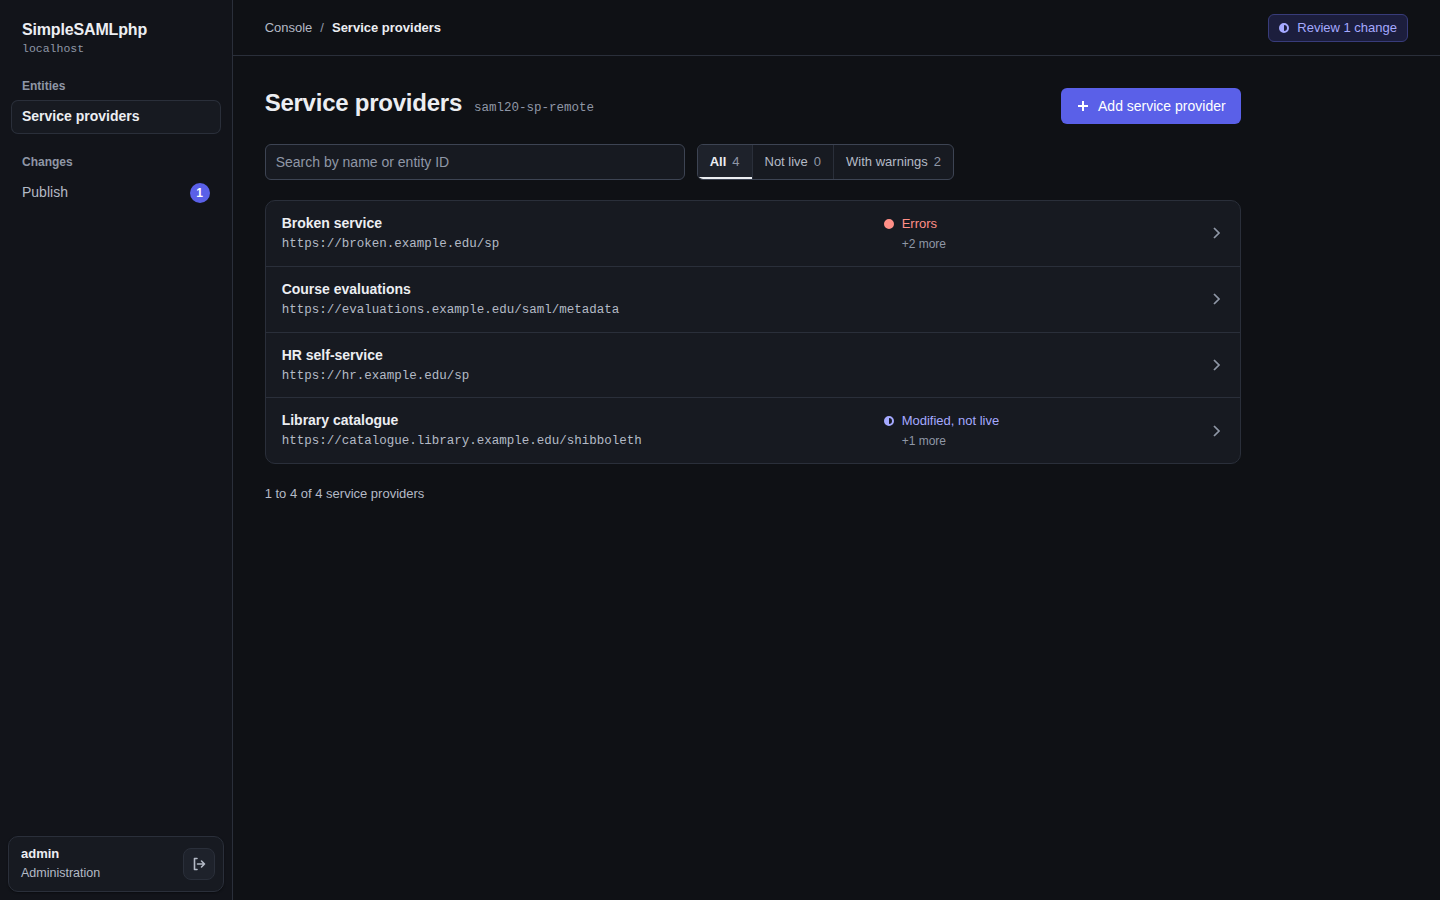 SimpleSAMLphp
localhost
Entities
Service providers
Changes
Publish 1
admin
Administration
Console / Service providers
Review 1 change
Service providers saml20-sp-remote
Add service provider
Search by name or entity ID
All 4 Not live 0 With warnings 2
Broken service
https://broken.example.edu/sp
Errors
+2 more
Course evaluations
https://evaluations.example.edu/saml/metadata
HR self-service
https://hr.example.edu/sp
Library catalogue
https://catalogue.library.example.edu/shibboleth
Modified, not live
+1 more
1 to 4 of 4 service providers